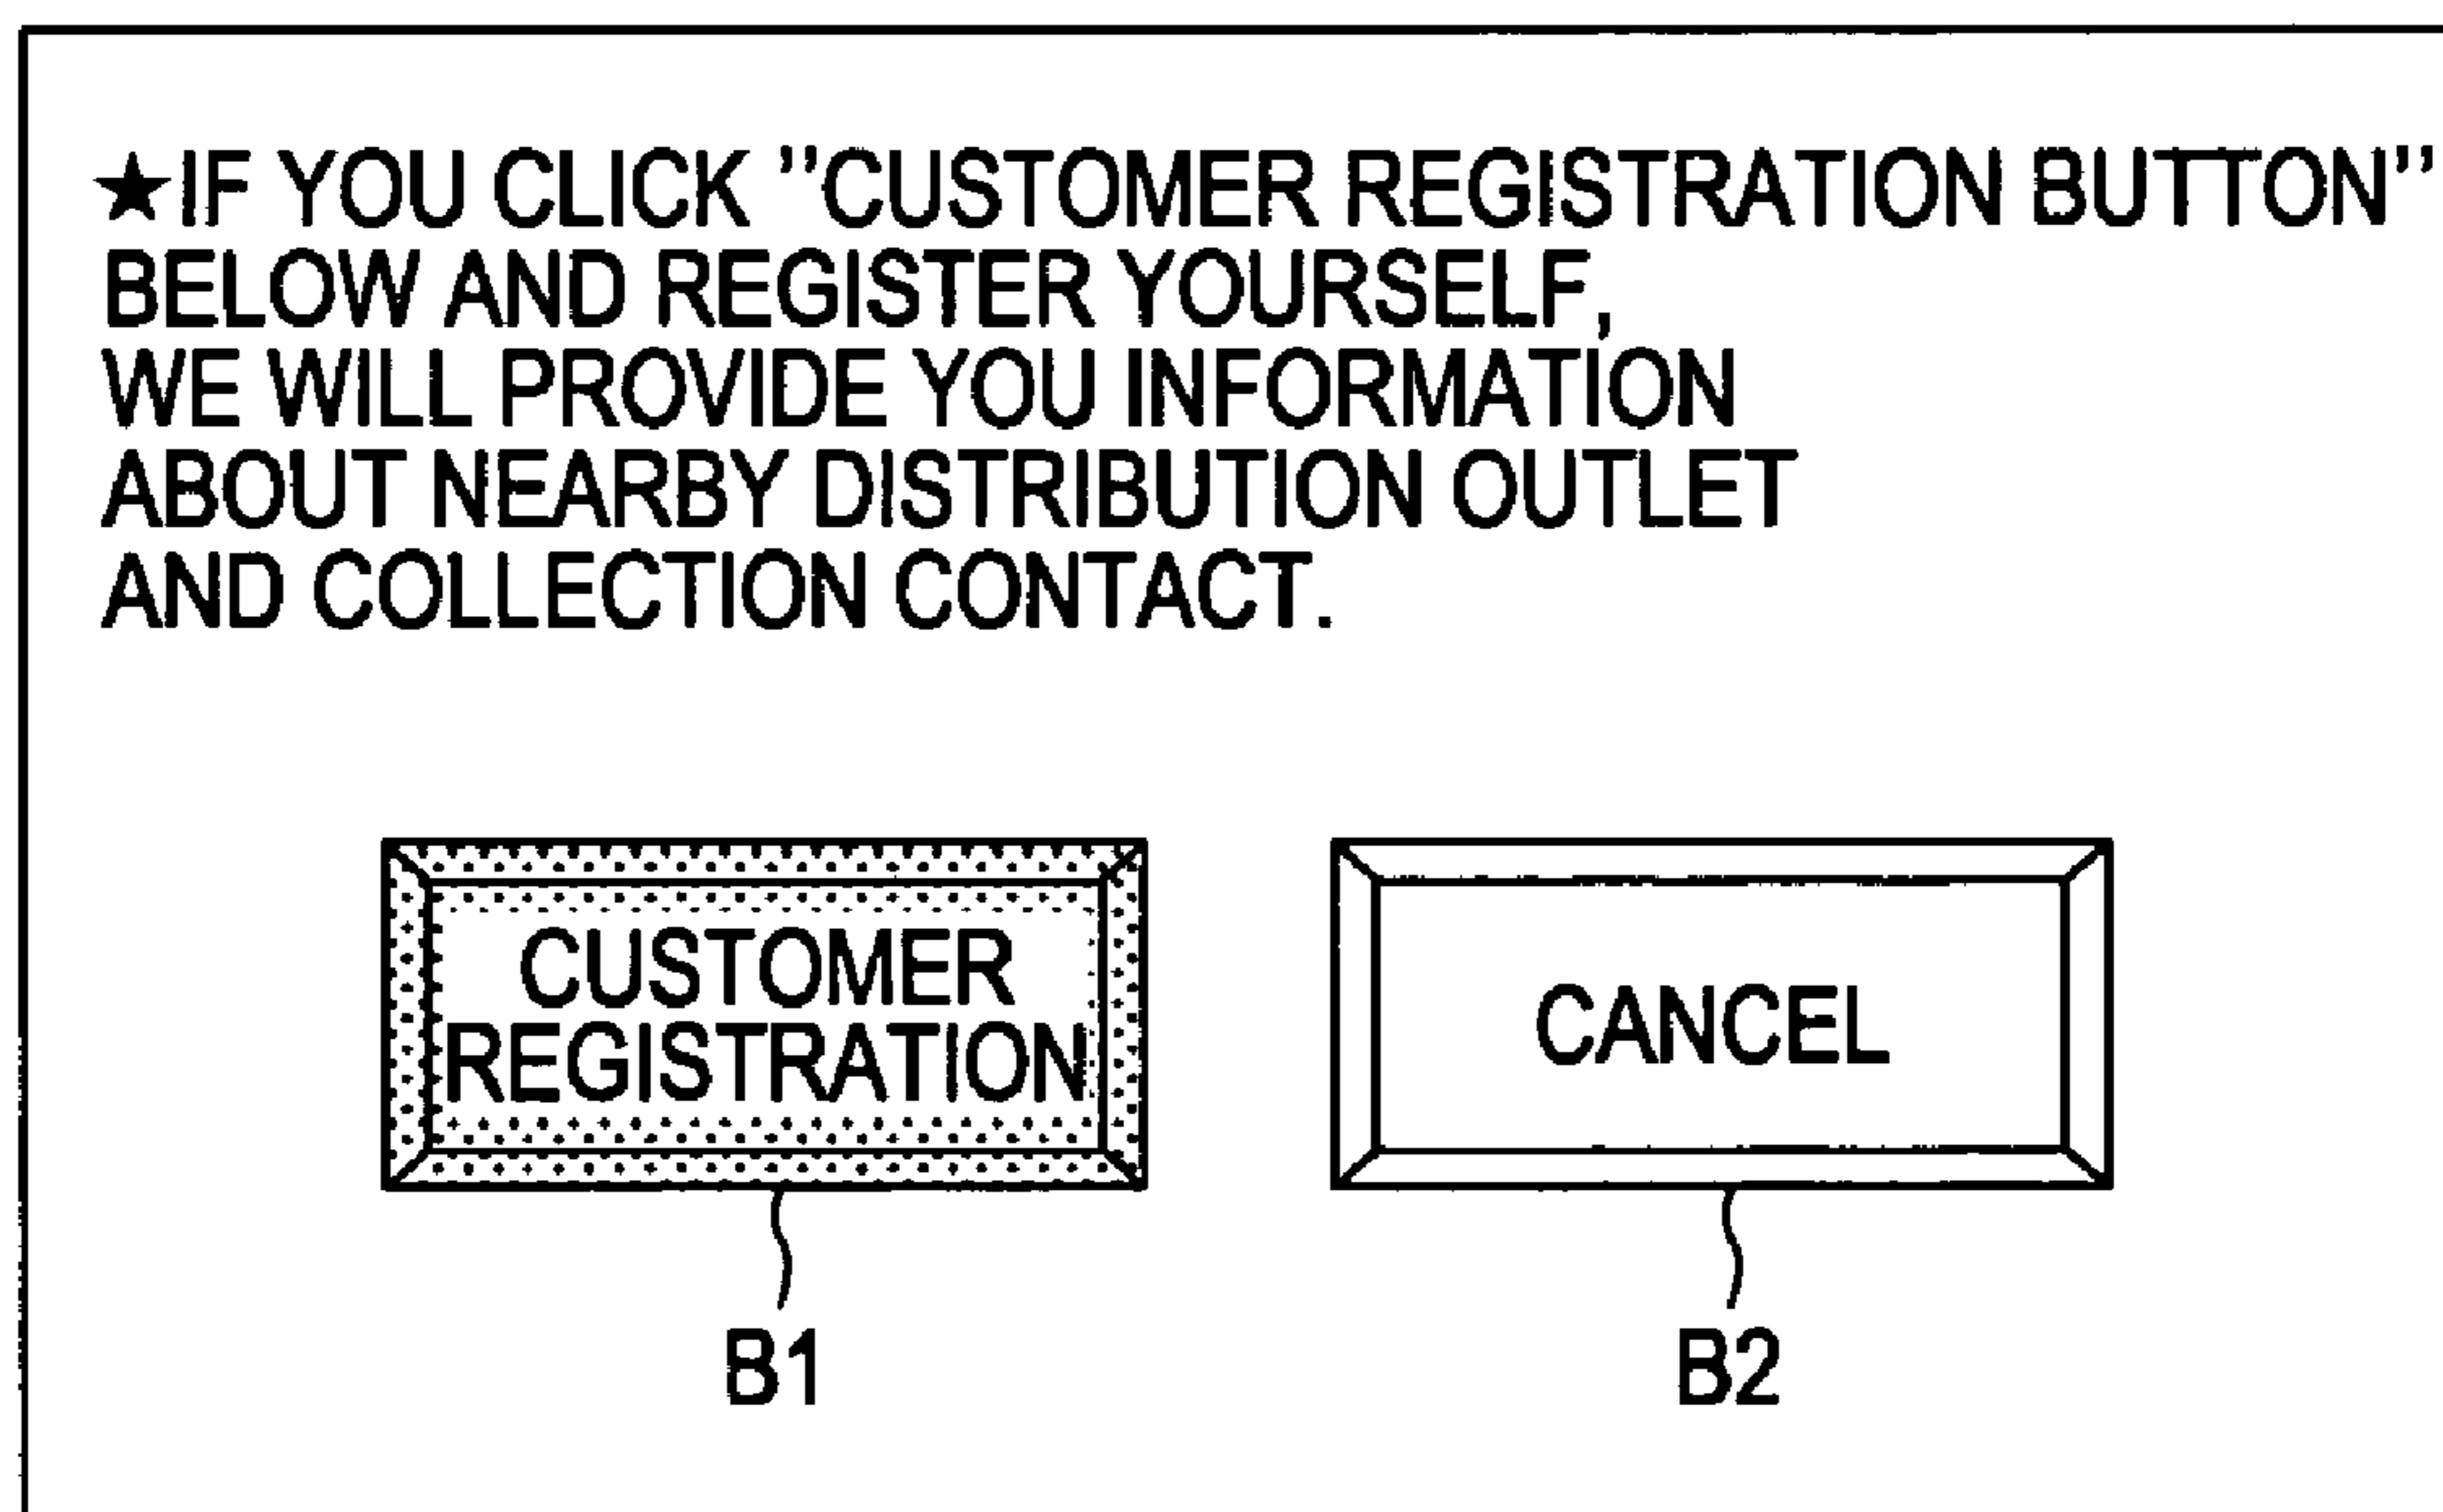 ★IF YOU CLICK "CUSTOMER REGISTRATION BUTTON"
BELOW AND REGISTER YOURSELF,
WE WILL PROVIDE YOU INFORMATION
ABOUT NEARBY DISTRIBUTION OUTLET
AND COLLECTION CONTACT.
CUSTOMER
REGISTRATION
CANCEL
B1
B2